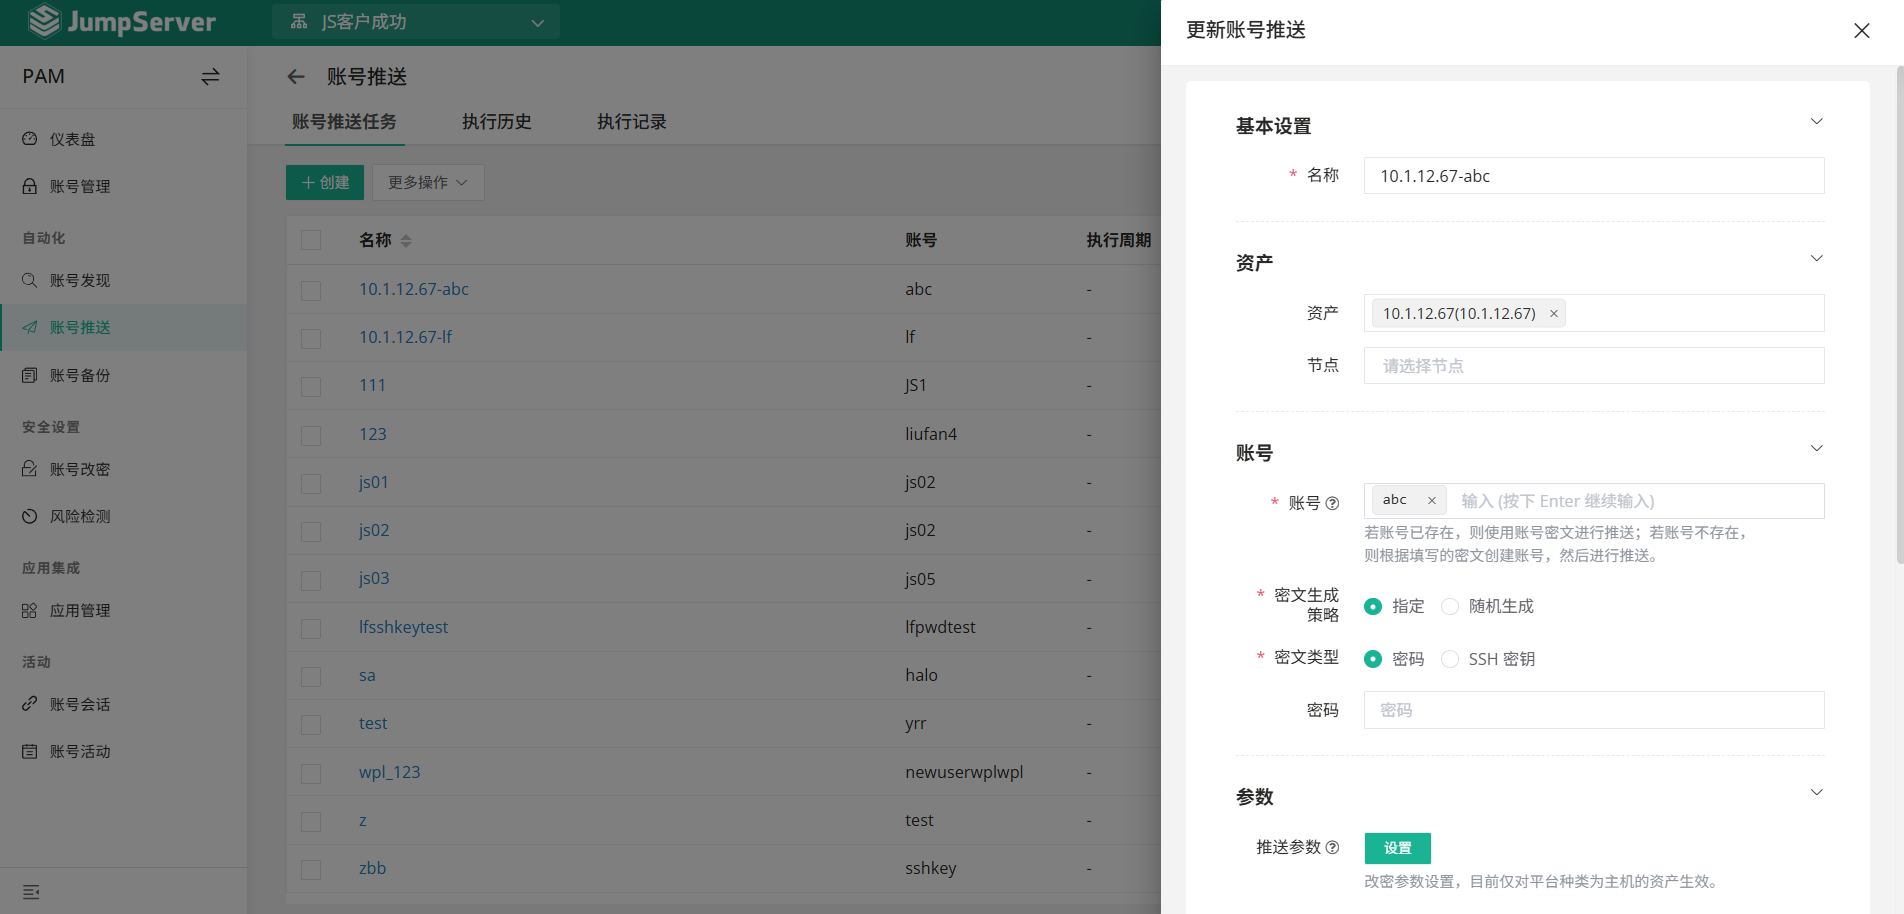 JumpServer
JS客户成功
PAM
仪表盘
账号管理
自动化
账号发现
账号推送
账号备份
安全设置
账号改密
风险检测
应用集成
应用管理
活动
账号会话
账号活动
账号推送
账号推送任务 执行历史 执行记录
创建 更多操作
名称 账号 执行周期
10.1.12.67-abc abc -
10.1.12.67-lf lf -
111 JS1 -
123 liufan4 -
js01 js02 -
js02 js02 -
js03 js05 -
lfsshkeytest lfpwdtest -
sa halo -
test yrr -
wpl_123 newuserwplwpl -
z test -
zbb sshkey -
更新账号推送
基本设置
* 名称 10.1.12.67-abc
资产
资产 10.1.12.67(10.1.12.67) ×
节点 请选择节点
账号
* 账号 abc × 输入 (按下 Enter 继续输入)
若账号已存在，则使用账号密文进行推送；若账号不存在，
则根据填写的密文创建账号，然后进行推送。
* 密文生成
策略 指定 随机生成
* 密文类型 密码 SSH 密钥
密码 密码
参数
推送参数 设置
改密参数设置，目前仅对平台种类为主机的资产生效。